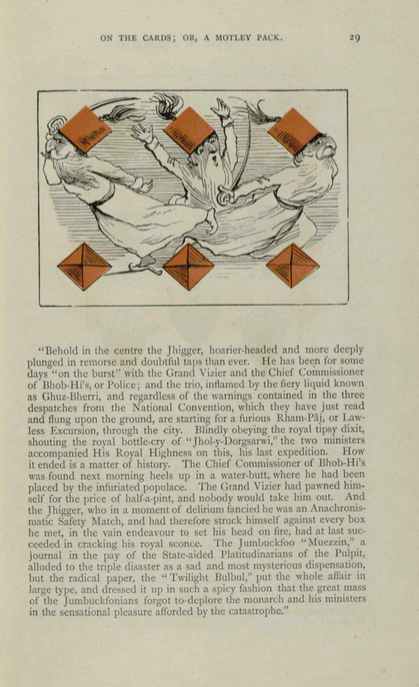 ON THE CARDS; OR, A MOTLEY PACK. 29
"Behold in the centre the Jhigger, hoarier-headed and more deeply
plunged in remorse and doubtful taps than ever. He has been for some
days "on the burst" with the Grand Vizier and the Chief Commissioner
of Bhob-Hi's, or Police; and the trio, inflamed by the fiery liquid known
as Ghuz-Bherri, and regardless of the warnings contained in the three
despatches from the National Convention, which they have just read
and flung upon the ground, are starting for a furious Rham-Pâj, or Law-
less Excursion, through the city. Blindly obeying the royal tipsy dixit,
shouting the royal bottle-cry of "Jhol-y-Dorgsarwi," the two ministers
accompanied His Royal Highness on this, his last expedition. How
it ended is a matter of history. The Chief Commissioner of Bhob-Hi's
was found next morning heels up in a water-butt, where he had been
placed by the infuriated populace. The Grand Vizier had pawned him-
self for the price of half-a-pint, and nobody would take him out. And
the Jhigger, who in a moment of delirium fancied he was an Anachronis-
matic Safety Match, and had therefore struck himself against every box
he met, in the vain endeavour to set his head on fire, had at last suc-
ceeded in cracking his royal sconce. The Jumbuckfoo "Muezzin," a
journal in the pay of the State-aided Platitudinarians of the Pulpit,
alluded to the triple disaster as a sad and most mysterious dispensation,
but the radical paper, the "Twilight Bulbul," put the whole affair in
large type, and dressed it up in such a spicy fashion that the great mass
of the Jumbuckfonians forgot to deplore the monarch and his ministers
in the sensational pleasure afforded by the catastrophe."